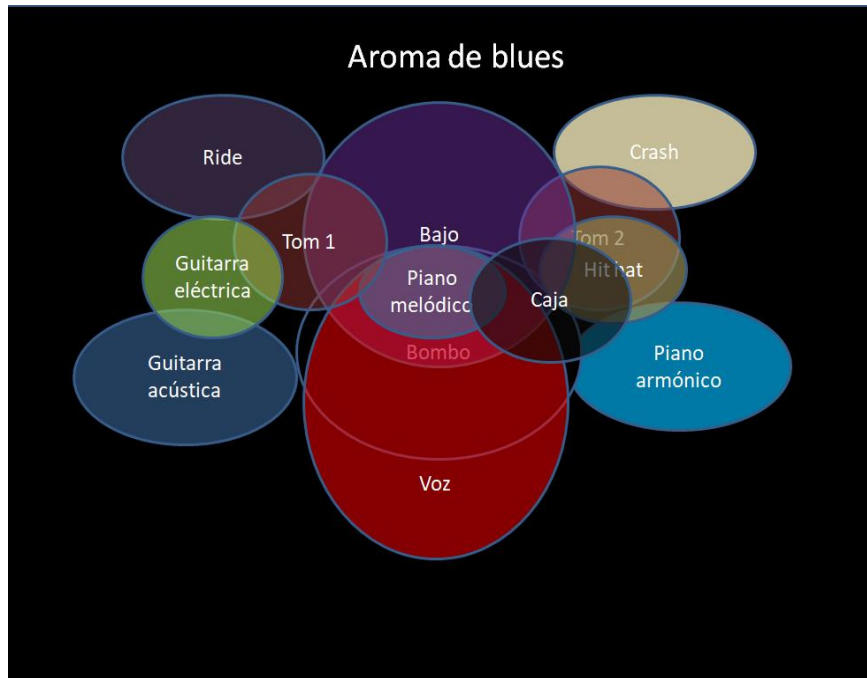 Aroma de blues
Ride
Crash
Tom 1
Bajo
Tom 2
Guitarra
eléctrica
Piano
melódico
Hit hat
Caja
Guitarra
acústica
Bombo
Piano
armónico
Voz